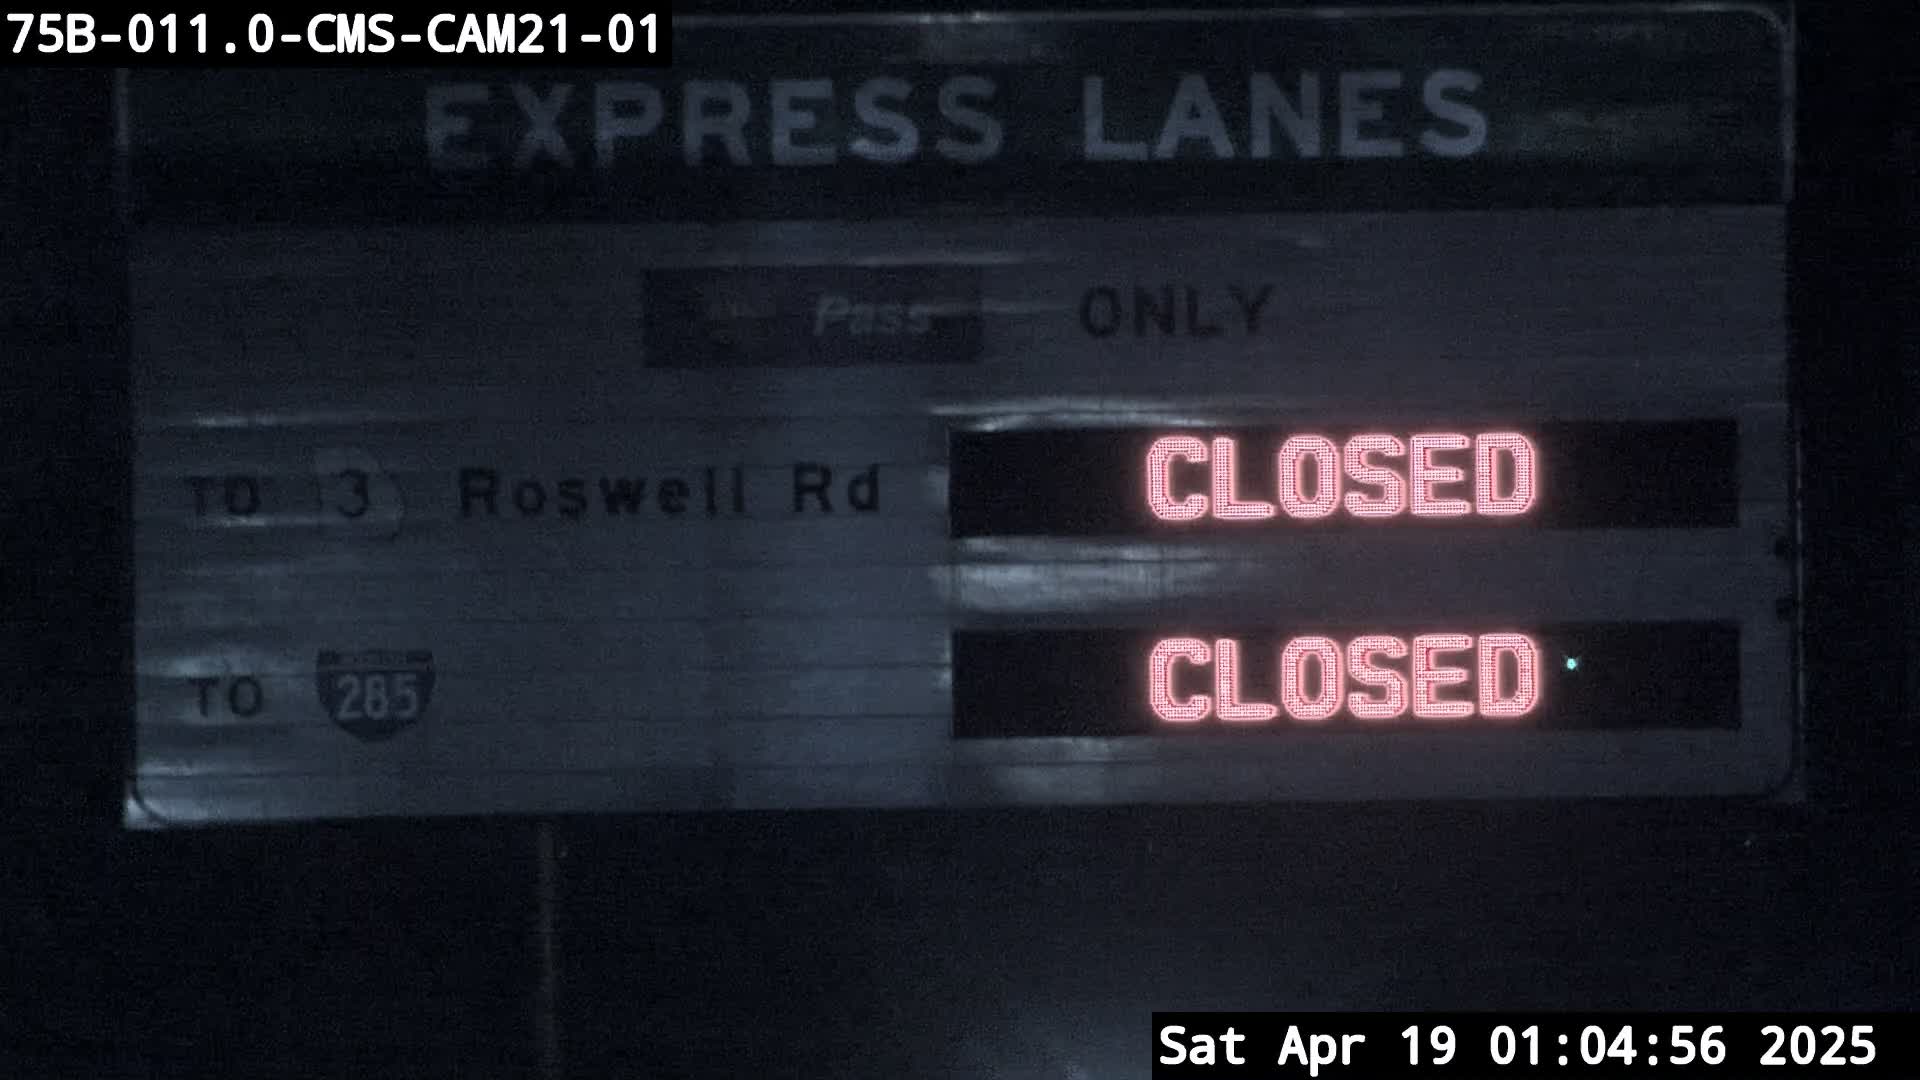 75B-011.0-CMS-CAM21-01
EXPRESS LANES
Pass ONLY
TO 3 Roswell Rd CLOSED
TO 285 CLOSED
Sat Apr 19 01:04:56 2025